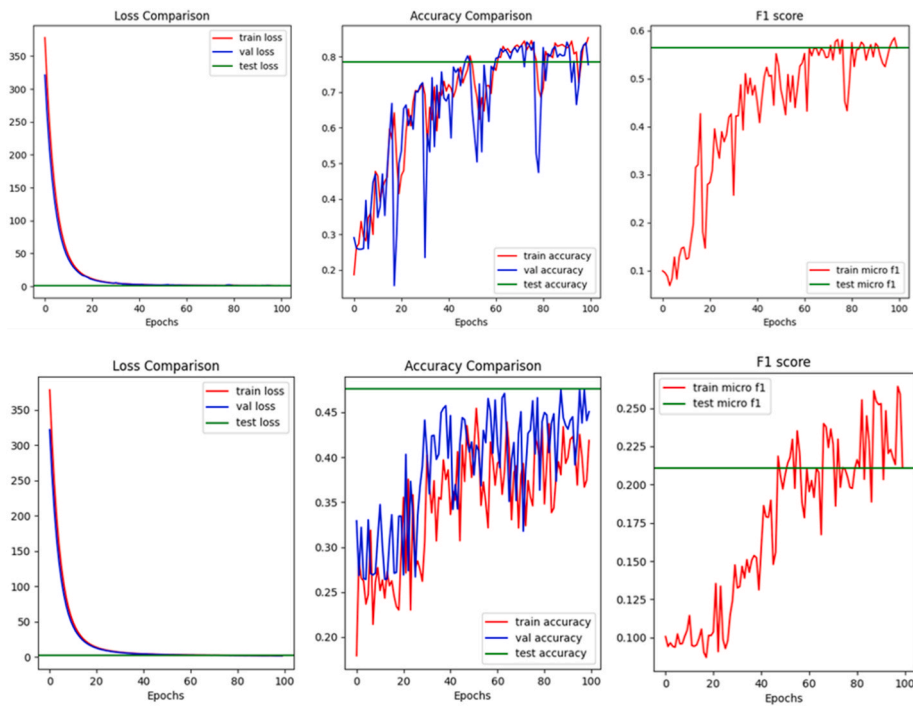 Loss Comparison
350
300
250
200
150
100
50
0
train loss
val loss
test loss
0 20 40 60 80 100
Epochs
Accuracy Comparison
0.8
0.7
0.6
0.5
0.4
0.3
0.2
train accuracy
val accuracy
test accuracy
0 20 40 60 80 100
Epochs
F1 score
0.6
0.5
0.4
0.3
0.2
0.1
train micro f1
test micro f1
0 20 40 60 80 100
Epochs
Loss Comparison
350
300
250
200
150
100
50
0
train loss
val loss
test loss
0 20 40 60 80 100
Epochs
Accuracy Comparison
0.45
0.40
0.35
0.30
0.25
0.20
train accuracy
val accuracy
test accuracy
0 20 40 60 80 100
Epochs
F1 score
0.250
0.225
0.200
0.175
0.150
0.125
0.100
train micro f1
test micro f1
0 20 40 60 80 100
Epochs